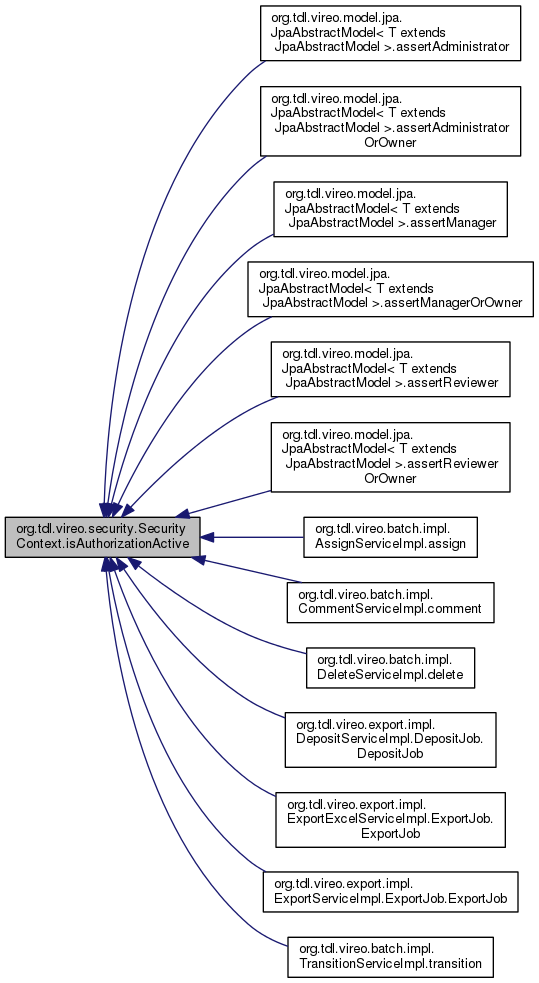 org.tdl.vireo.model.jpa.
JpaAbstractModel< T extends
JpaAbstractModel >.assertAdministrator
org.tdl.vireo.model.jpa.
JpaAbstractModel< T extends
JpaAbstractModel >.assertAdministrator
OrOwner
org.tdl.vireo.model.jpa.
JpaAbstractModel< T extends
JpaAbstractModel >.assertManager
org.tdl.vireo.model.jpa.
JpaAbstractModel< T extends
JpaAbstractModel >.assertManagerOrOwner
org.tdl.vireo.model.jpa.
JpaAbstractModel< T extends
JpaAbstractModel >.assertReviewer
org.tdl.vireo.model.jpa.
JpaAbstractModel< T extends
JpaAbstractModel >.assertReviewer
OrOwner
org.tdl.vireo.security.Security
Context.isAuthorizationActive
org.tdl.vireo.batch.impl.
AssignServiceImpl.assign
org.tdl.vireo.batch.impl.
CommentServiceImpl.comment
org.tdl.vireo.batch.impl.
DeleteServiceImpl.delete
org.tdl.vireo.export.impl.
DepositServiceImpl.DepositJob.
DepositJob
org.tdl.vireo.export.impl.
ExportExcelServiceImpl.ExportJob.
ExportJob
org.tdl.vireo.export.impl.
ExportServiceImpl.ExportJob.ExportJob
org.tdl.vireo.batch.impl.
TransitionServiceImpl.transition